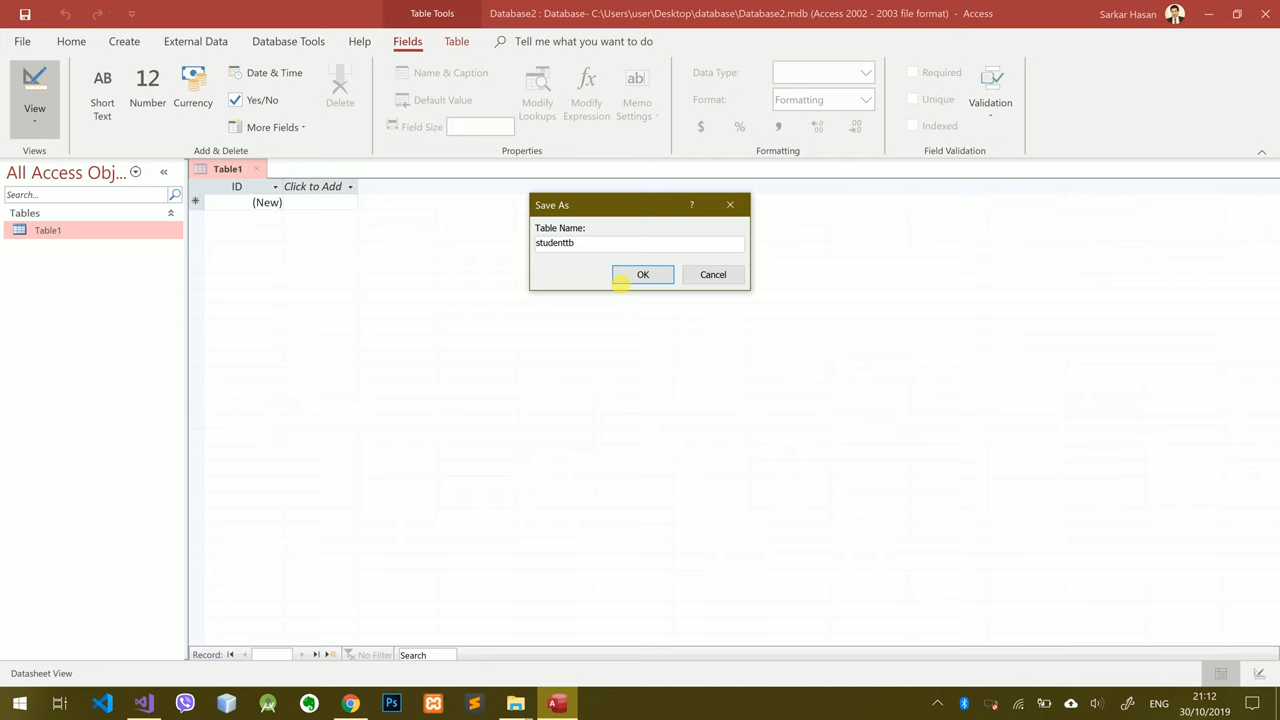 Table Tools
Database2 : Database- C:\Users\user\Desktop\database\Database2.mdb (Access 2002 - 2003 file format) - Access
Sarkar Hasan
File Home Create External Data Database Tools Help Fields Table Tell me what you want to do
View
Views
AB
Short Text
12
Number
Currency
Date & Time
Yes/No
More Fields
Delete
Add & Delete
Name & Caption
Default Value
Field Size
Modify Lookups
fx
Modify Expression
ab
Memo Settings
Properties
Data Type:
Format: Formatting
$ % , ←0 .00 .00 →0
Formatting
Required
Unique
Indexed
Validation
Field Validation
All Access Obj...
Search...
Tables
Table1
Table1
ID Click to Add
(New)
Save As
?
Table Name:
studenttb
OK Cancel
Record: No Filter Search
Datasheet View
Ps
A
ENG
21:12
30/10/2019